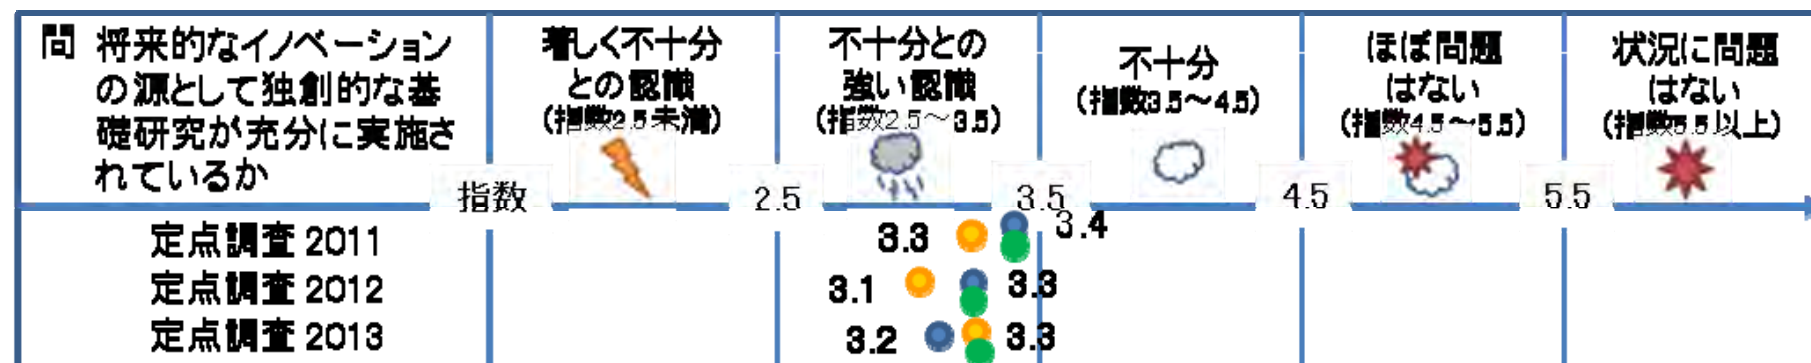 問 将来的なイノベーション
の源として独創的な基
礎研究が充分に実施さ
れているか
著しく不十分
との認識
(指数2.5未満)
不十分との
強い認識
(指数2.5～3.5)
不十分
(指数3.5～4.5)
ほぼ問題
はない
(指数4.5～5.5)
状況に問題
はない
(指数5.5以上)
指数 2.5 3.5 4.5 5.5
定点調査 2011 3.3 3.4
定点調査 2012 3.1 3.3
定点調査 2013 3.2 3.3